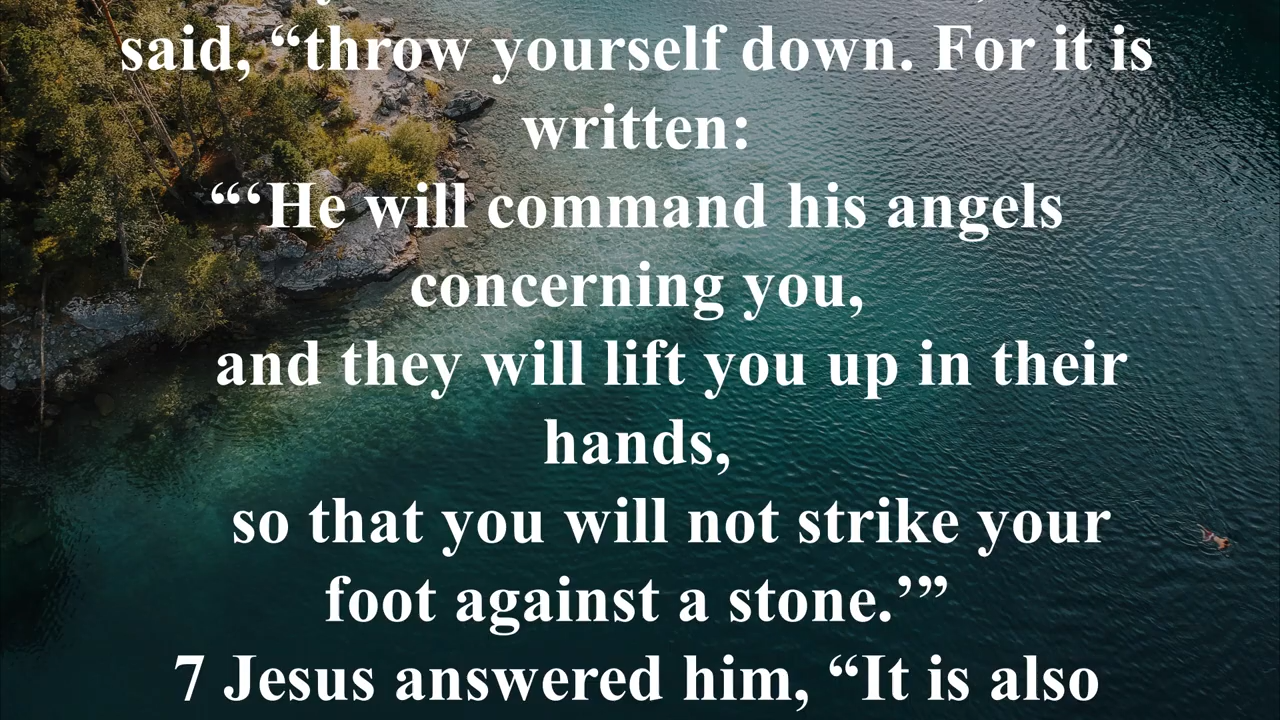 said, “throw yourself down. For it is
written:
“‘He will command his angels
concerning you,
and they will lift you up in their
hands,
so that you will not strike your
foot against a stone.’”
7 Jesus answered him, “It is also